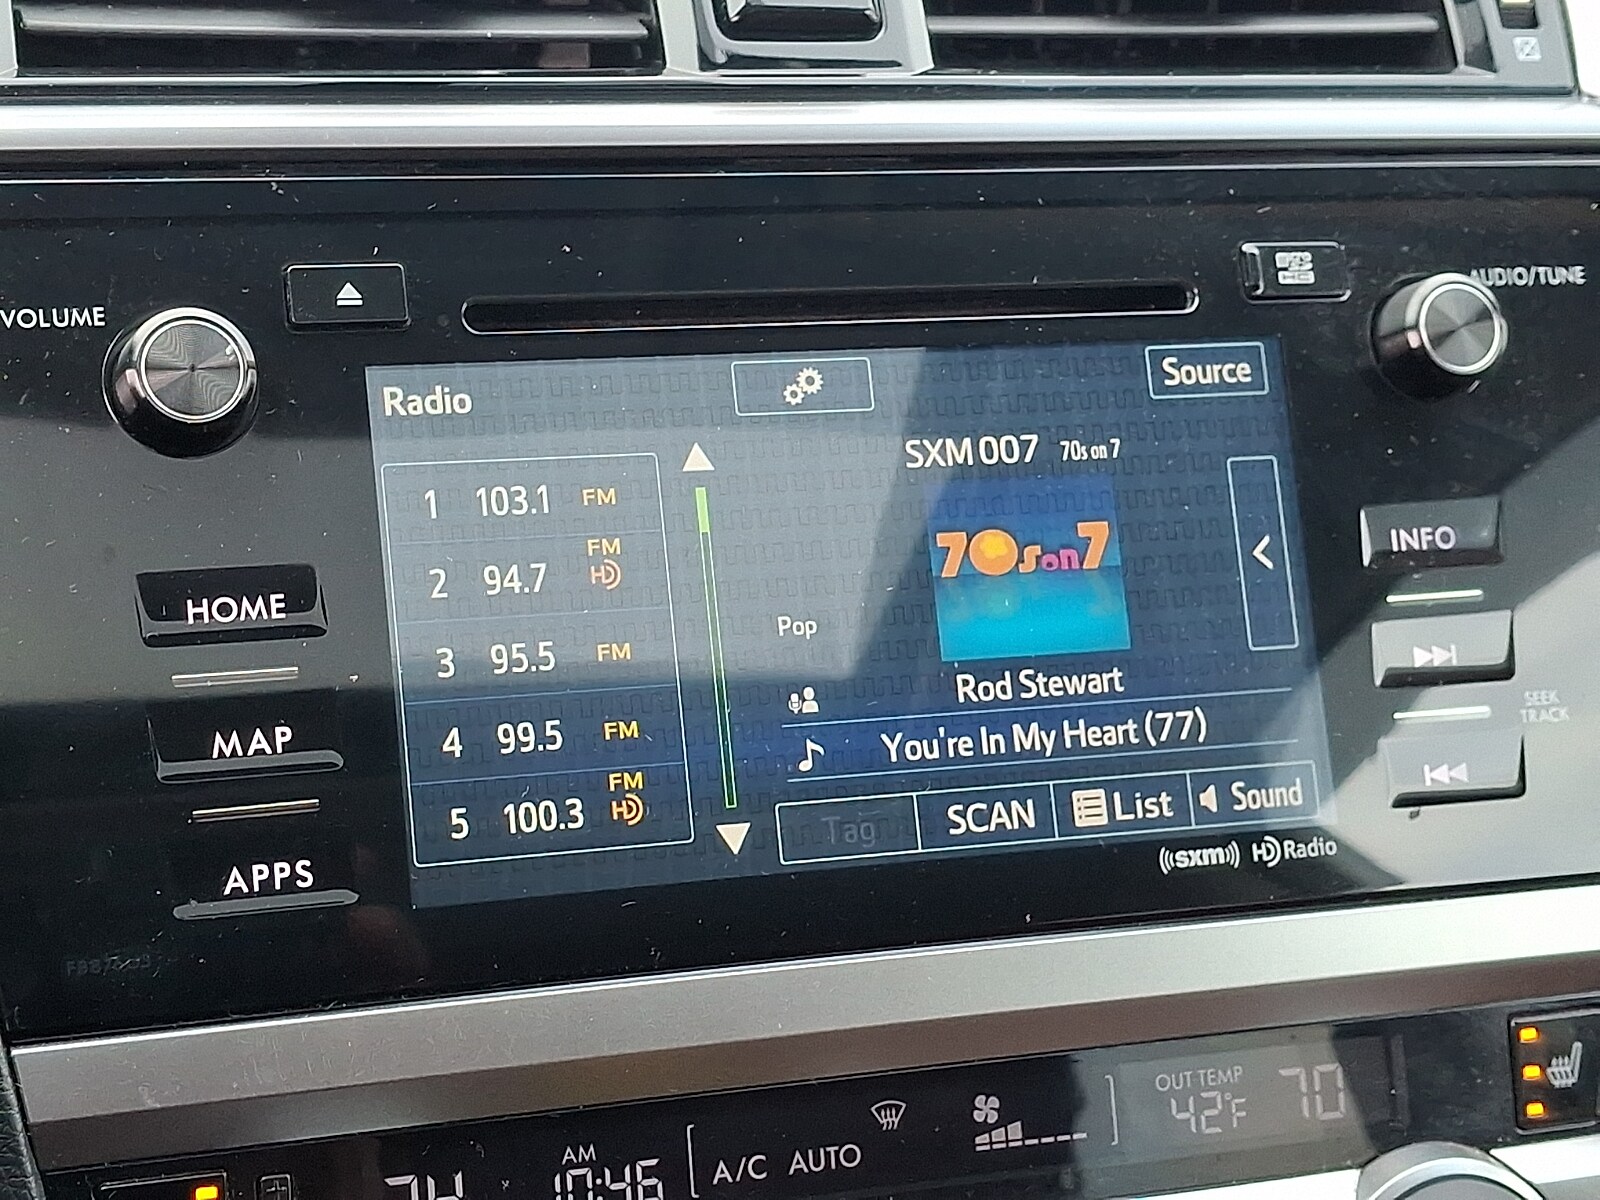 VOLUME
AUDIO/TUNE
Radio
Source
SXM 007 70s on 7
1 103.1 FM
2 94.7 FM HD
3 95.5 FM
4 99.5 FM
5 100.3 FM HD
70s on 7
Pop
Rod Stewart
You're In My Heart (77)
Tag
SCAN
List
Sound
((sxm))
HD Radio
HOME
MAP
APPS
INFO
SEEK
TRACK
OUT TEMP
42°F
70
AM
10:46
A/C AUTO